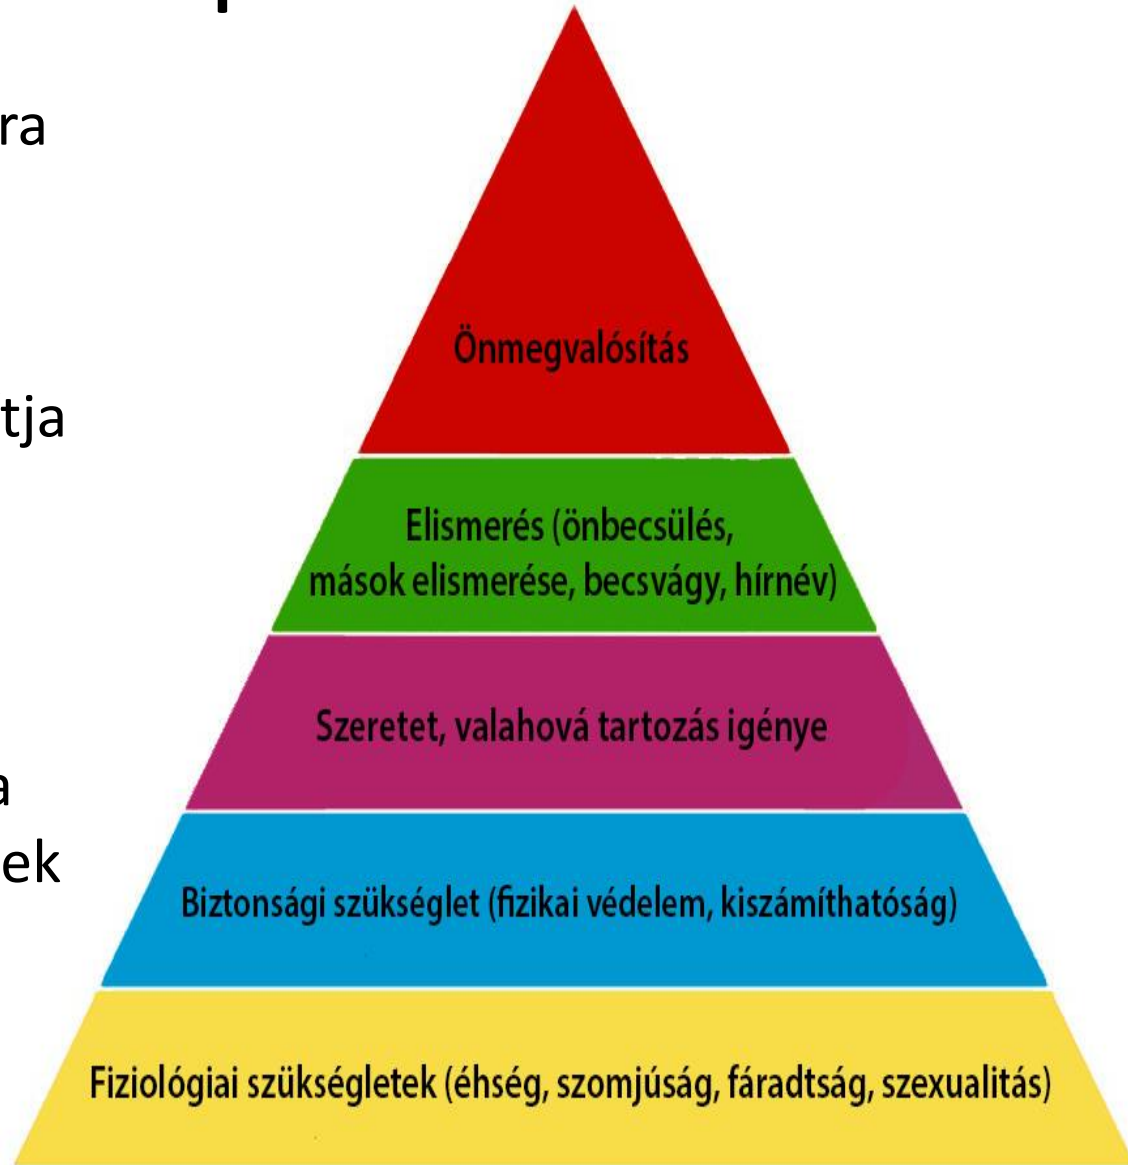 Önmegvalósítás
Elismerés (önbecsülés,
mások elismerése, becsvágy, hírnév)
Szeretet, valahová tartozás igénye
Biztonsági szükséglet (fizikai védelem, kiszámíthatóság)
Fiziológiai szükségletek (éhség, szomjúság, fáradtság, szexualitás)
ra
tja
a
ek